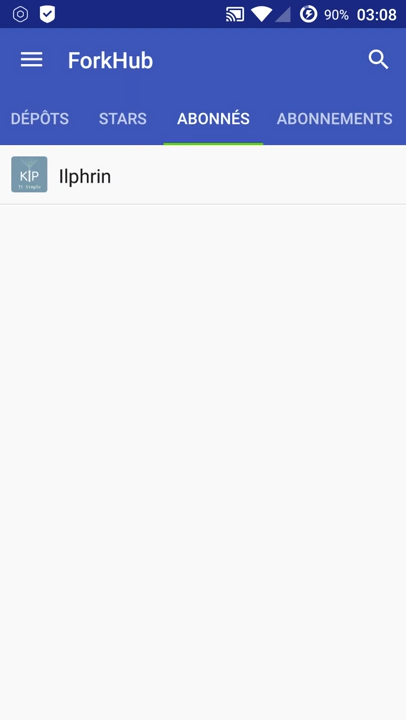 90% 03:08
ForkHub
DÉPÔTS STARS ABONNÉS ABONNEMENTS
K|P
Ilphrin